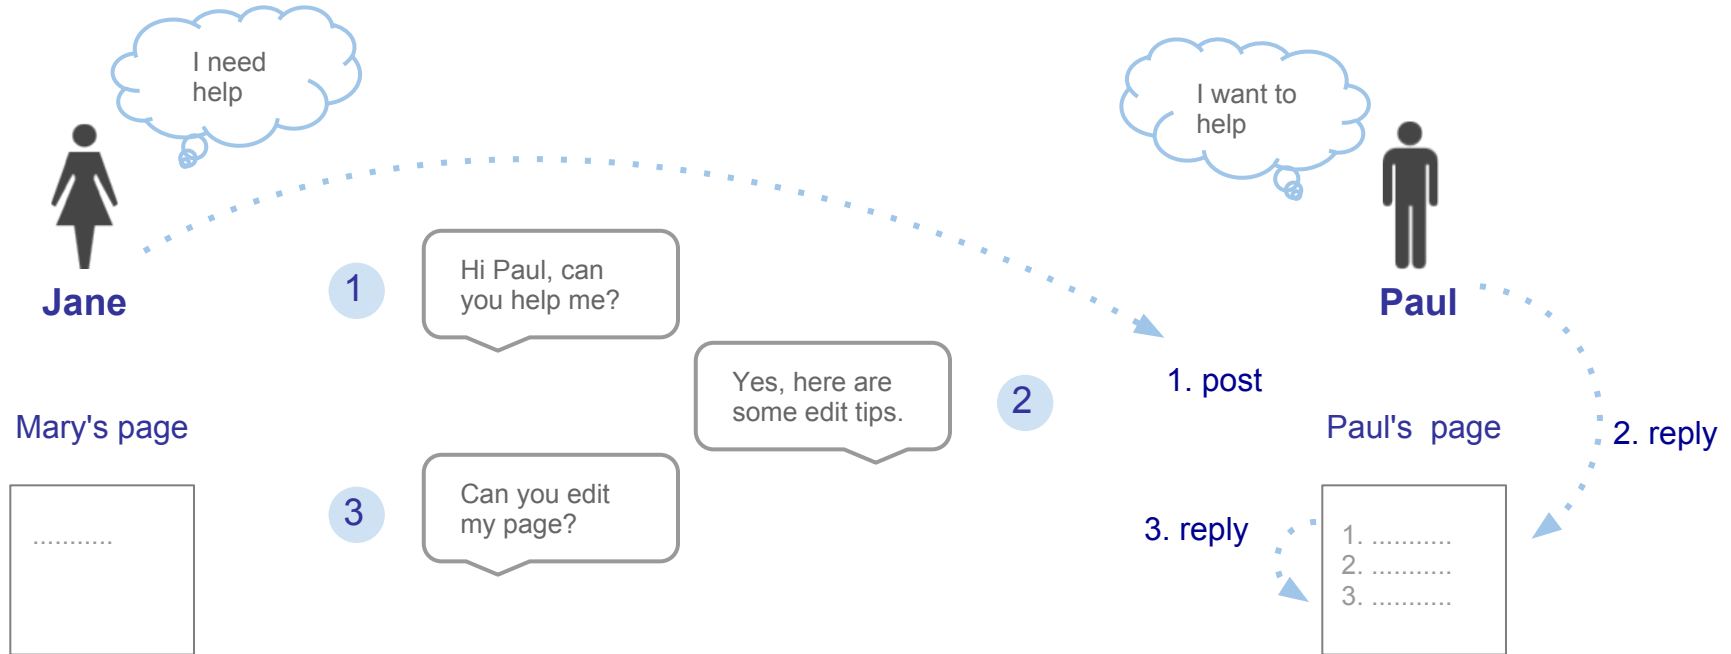 I need
help
I want to
help
Jane
1
Hi Paul, can
you help me?
Paul
Yes, here are
some edit tips.
2
1. post
Mary's page
Paul's  page
2. reply
3
Can you edit
my page?
3. reply
...........
1. ...........
2. ...........
3. ...........